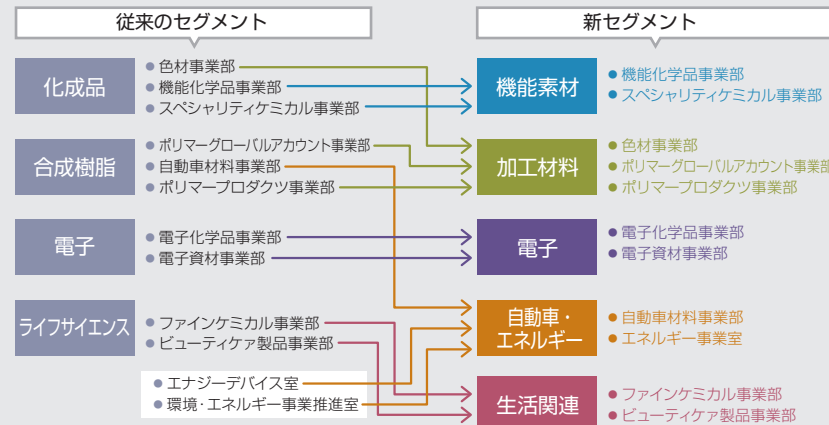 従来のセグメント
新セグメント
化成品
● 色材事業部
● 機能化学品事業部
● スペシャリティケミカル事業部
合成樹脂
● ポリマーグローバルアカウント事業部
● 自動車材料事業部
● ポリマープロダクツ事業部
電子
● 電子化学品事業部
● 電子資材事業部
ライフサイエンス
● ファインケミカル事業部
● ビューティケァ製品事業部
● エナジーデバイス室
● 環境・エネルギー事業推進室
機能素材
● 機能化学品事業部
● スペシャリティケミカル事業部
加工材料
● 色材事業部
● ポリマーグローバルアカウント事業部
● ポリマープロダクツ事業部
電子
● 電子化学品事業部
● 電子資材事業部
自動車・
エネルギー
● 自動車材料事業部
● エネルギー事業室
生活関連
● ファインケミカル事業部
● ビューティケァ製品事業部